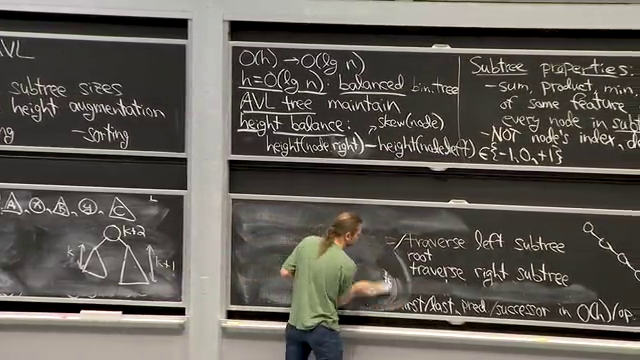 AVL
subtree sizes
height augmentation
-sorting
O(h) → O(lg n)
h=O(lg n): balanced bin.tree
AVL tree maintain
height balance: skew(node)
height(node.right)-height(node.left)
∈{-1,0,+1}
Subtree properties:
-sum, product, min,
of some feature
every node in
-NOT node's index,
A, x, B, y, C
k+2
k
k+1
traverse left subtree
root
traverse right subtree
first/last, pred/successor in O(h)/op.